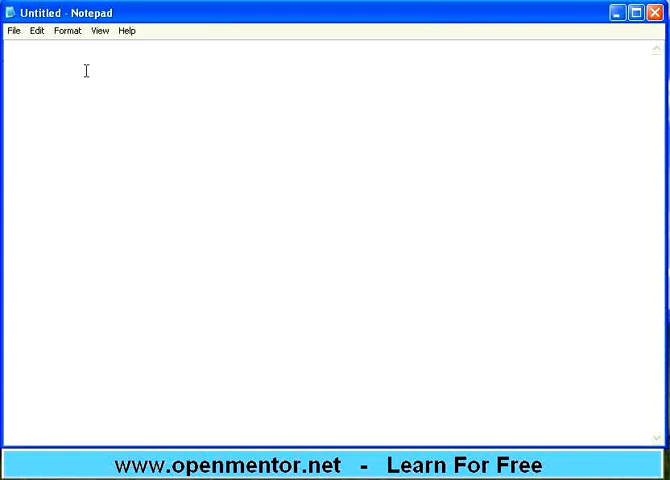 Untitled - Notepad
File Edit Format View Help
www.openmentor.net - Learn For Free